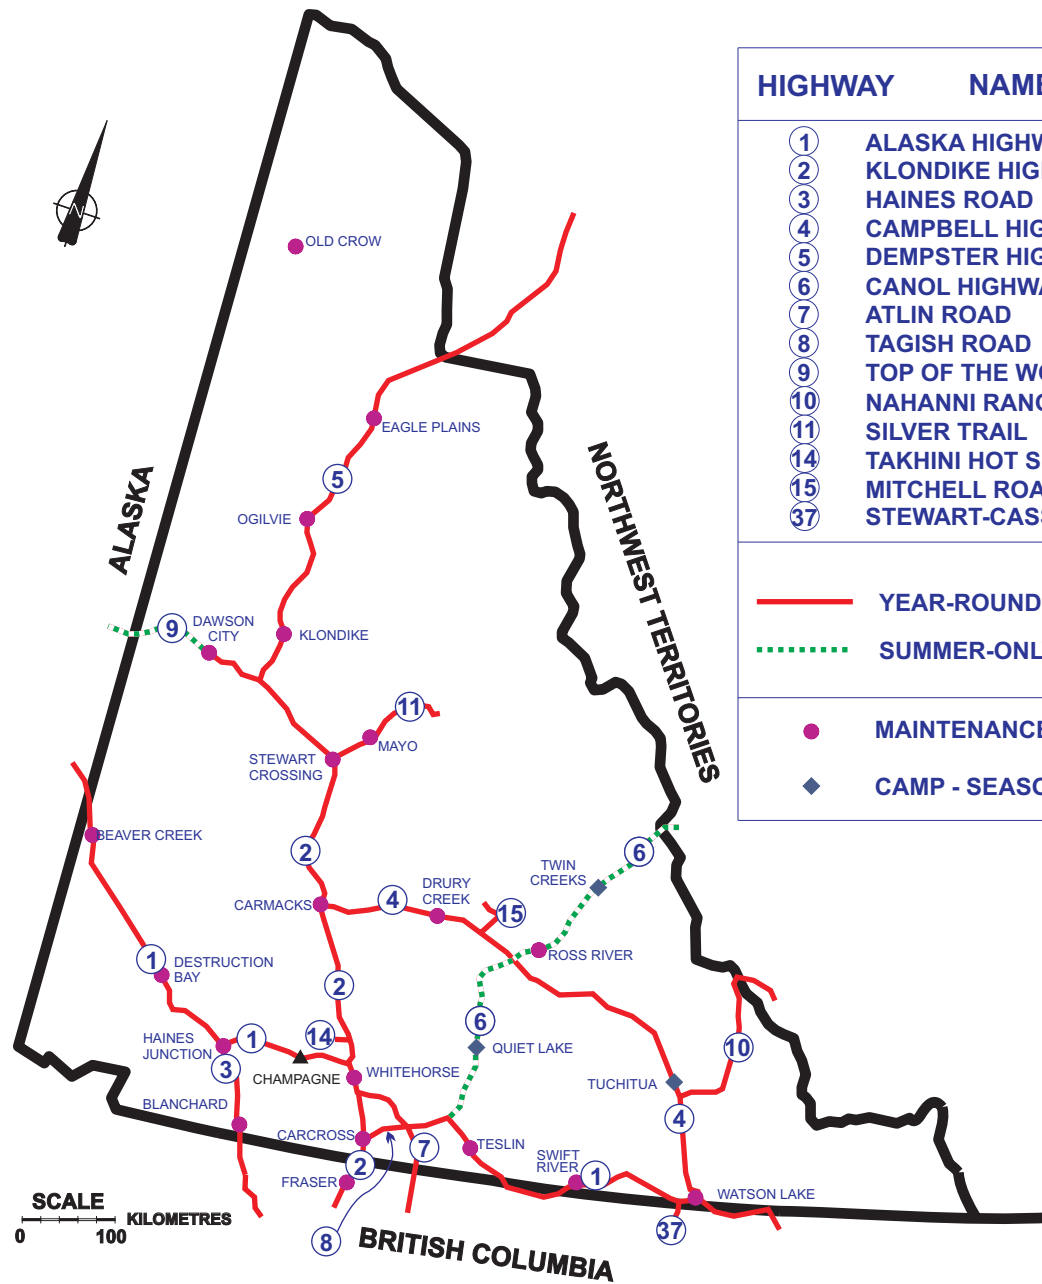 HIGHWAY NAME
1 ALASKA HIGHW
2 KLONDIKE HIGH
3 HAINES ROAD
4 CAMPBELL HIG
5 DEMPSTER HIG
6 CANOL HIGHWA
7 ATLIN ROAD
8 TAGISH ROAD
9 TOP OF THE WO
10 NAHANNI RANG
11 SILVER TRAIL
14 TAKHINI HOT S
15 MITCHELL ROA
37 STEWART-CASS
YEAR-ROUND
SUMMER-ONL
MAINTENANCE
CAMP - SEASO
N
OLD CROW
EAGLE PLAINS
5
OGILVIE
ALASKA
NORTHWEST TERRITORIES
9
DAWSON
CITY
KLONDIKE
11
MAYO
STEWART
CROSSING
BEAVER CREEK
2
6
TWIN
CREEKS
DRURY
CREEK
4
CARMACKS
15
ROSS RIVER
1
DESTRUCTION
BAY
2
6
14
HAINES
JUNCTION
1
QUIET LAKE
10
3
CHAMPAGNE
WHITEHORSE
TUCHITUA
BLANCHARD
4
CARCROSS
7
TESLIN
2
SWIFT
RIVER
1
FRASER
WATSON LAKE
37
8
SCALE
KILOMETRES
0 100
BRITISH COLUMBIA